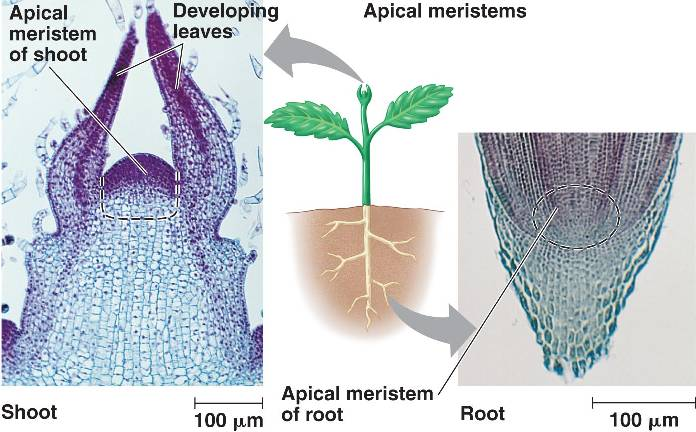 Apical
meristem
of shoot
Developing
leaves
Apical meristems
Apical meristem
of root
Shoot
100 μm
Root
100 μm